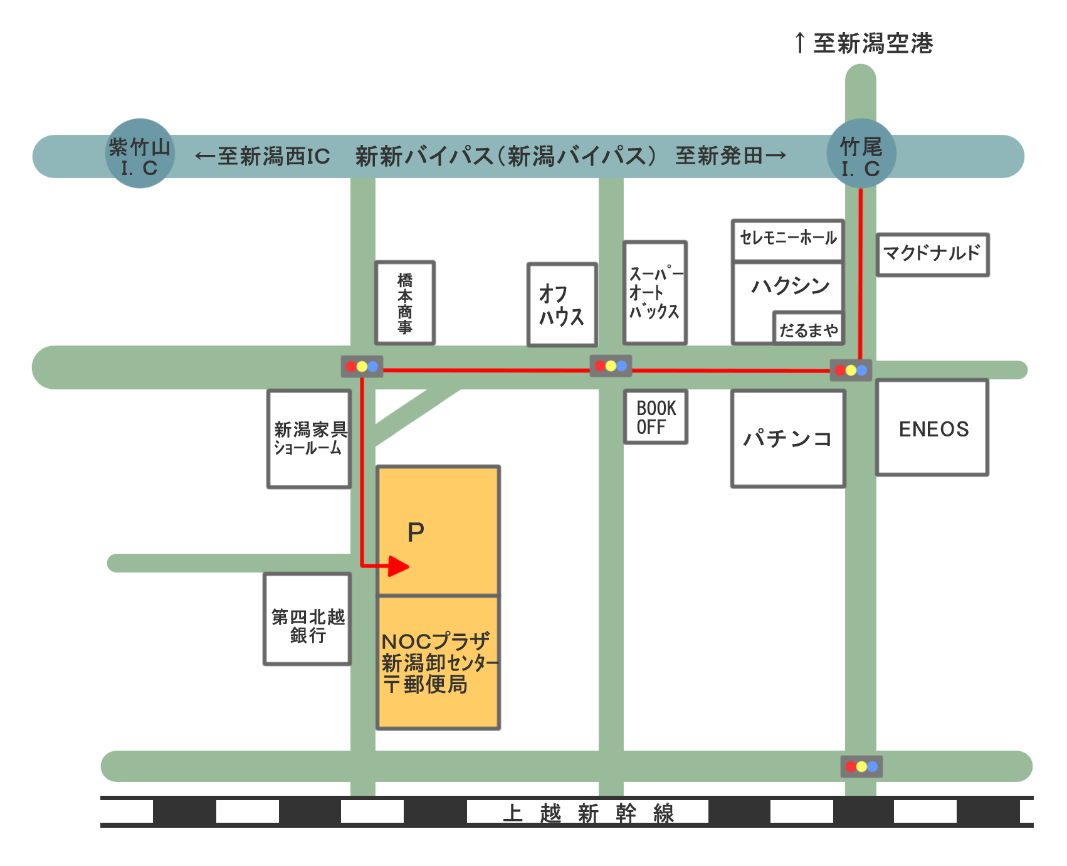 ↑至新潟空港
紫竹山
I. C
←至新潟西IC 新新バイパス(新潟バイパス) 至新発田→
竹尾
I. C
橋本商事
オフ
ハウス
スーパー
オート
バックス
セレモニーホール
ハクシン
だるまや
マクドナルド
新潟家具
ショールーム
BOOK
OFF
パチンコ
ENEOS
P
第四北越
銀行
NOCプラザ
新潟卸センター
〒郵便局
上越新幹線